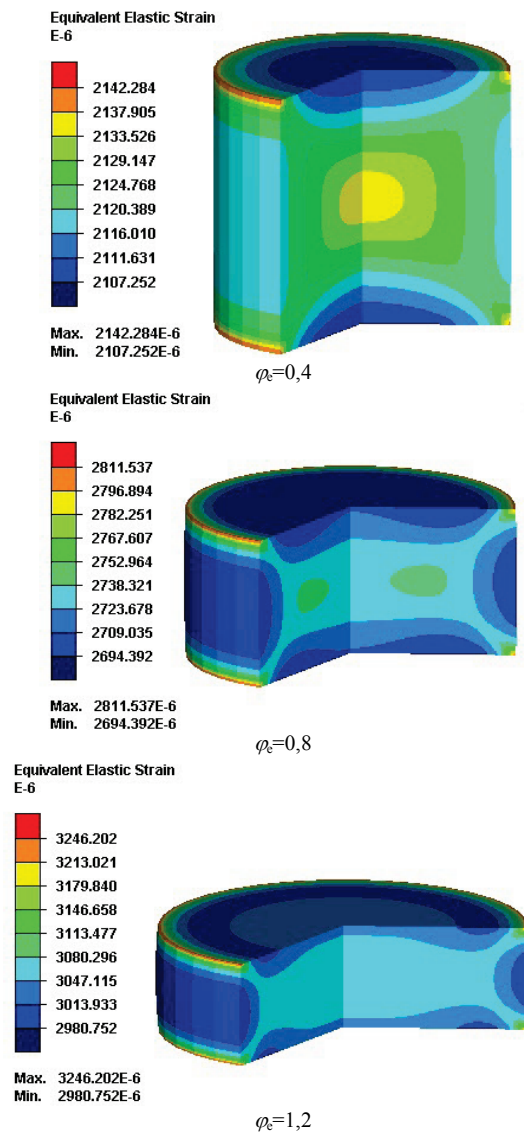 Equivalent Elastic Strain
E-6
2142.284
2137.905
2133.526
2129.147
2124.768
2120.389
2116.010
2111.631
2107.252
Max. 2142.284E-6
Min. 2107.252E-6
φe=0,4
Equivalent Elastic Strain
E-6
2811.537
2796.894
2782.251
2767.607
2752.964
2738.321
2723.678
2709.035
2694.392
Max. 2811.537E-6
Min. 2694.392E-6
φe=0,8
Equivalent Elastic Strain
E-6
3246.202
3213.021
3179.840
3146.658
3113.477
3080.296
3047.115
3013.933
2980.752
Max. 3246.202E-6
Min. 2980.752E-6
φe=1,2